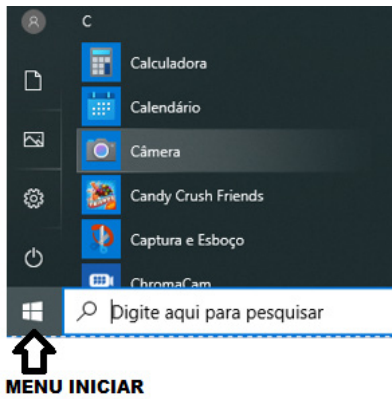 C
Calculadora
Calendário
Câmera
Candy Crush Friends
Captura e Esboço
ChromaCam
Digite aqui para pesquisar
MENU INICIAR